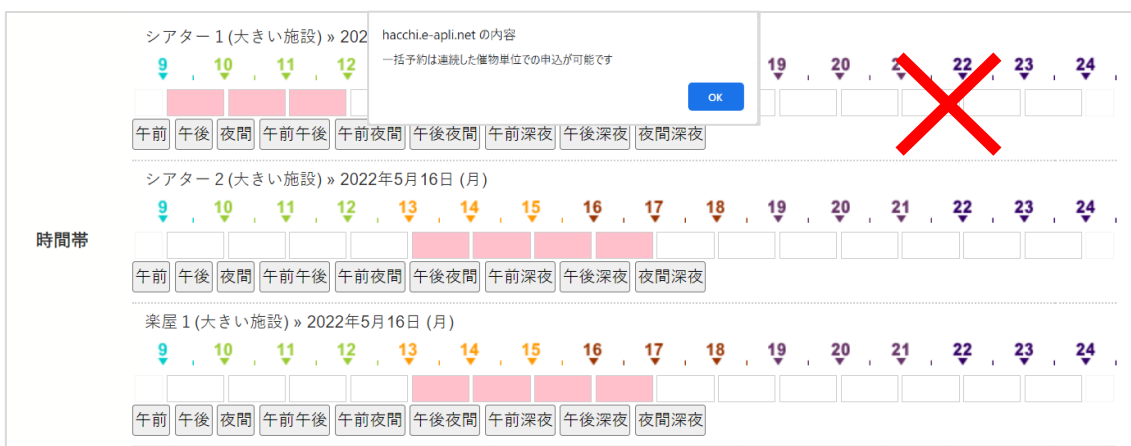 シアター１(大きい施設) » 202
hacchi.e-apli.net の内容
一括予約は連続した催物単位での申込が可能です
OK
9 10 11 12 19 20 22 23 24
午前 午後 夜間 午前午後 午前夜間 午後夜間 午前深夜 午後深夜 夜間深夜
シアター２(大きい施設) » 2022年5月16日 (月)
9 10 11 12 13 14 15 16 17 18 19 20 21 22 23 24
時間帯
午前 午後 夜間 午前午後 午前夜間 午後夜間 午前深夜 午後深夜 夜間深夜
楽屋１(大きい施設) » 2022年5月16日 (月)
9 10 11 12 13 14 15 16 17 18 19 20 21 22 23 24
午前 午後 夜間 午前午後 午前夜間 午後夜間 午前深夜 午後深夜 夜間深夜